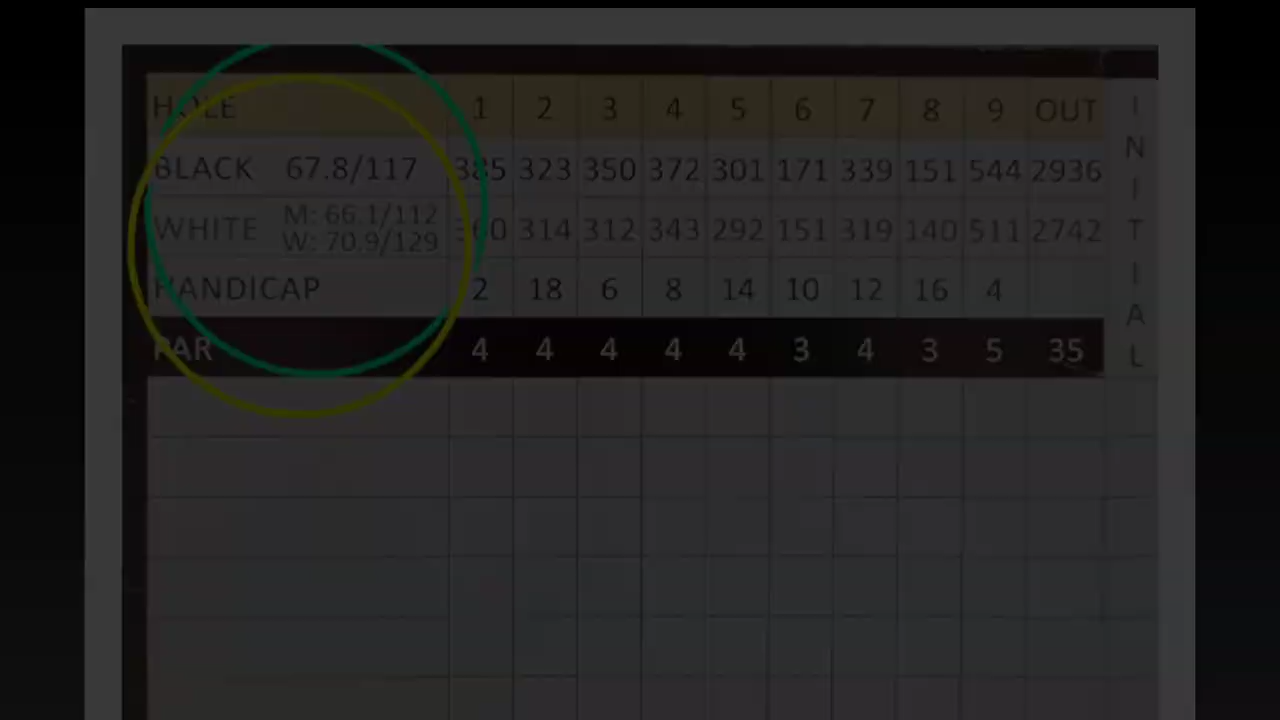 HOLE 1 2 3 4 5 6 7 8 9 OUT
BLACK 67.8/117 385 323 350 372 301 171 339 151 544 2936
WHITE M: 66.1/112 W: 70.9/129 360 314 312 343 292 151 319 140 511 2742
HANDICAP 2 18 6 8 14 10 12 16 4
PAR 4 4 4 4 4 3 4 3 5 35
INITIAL